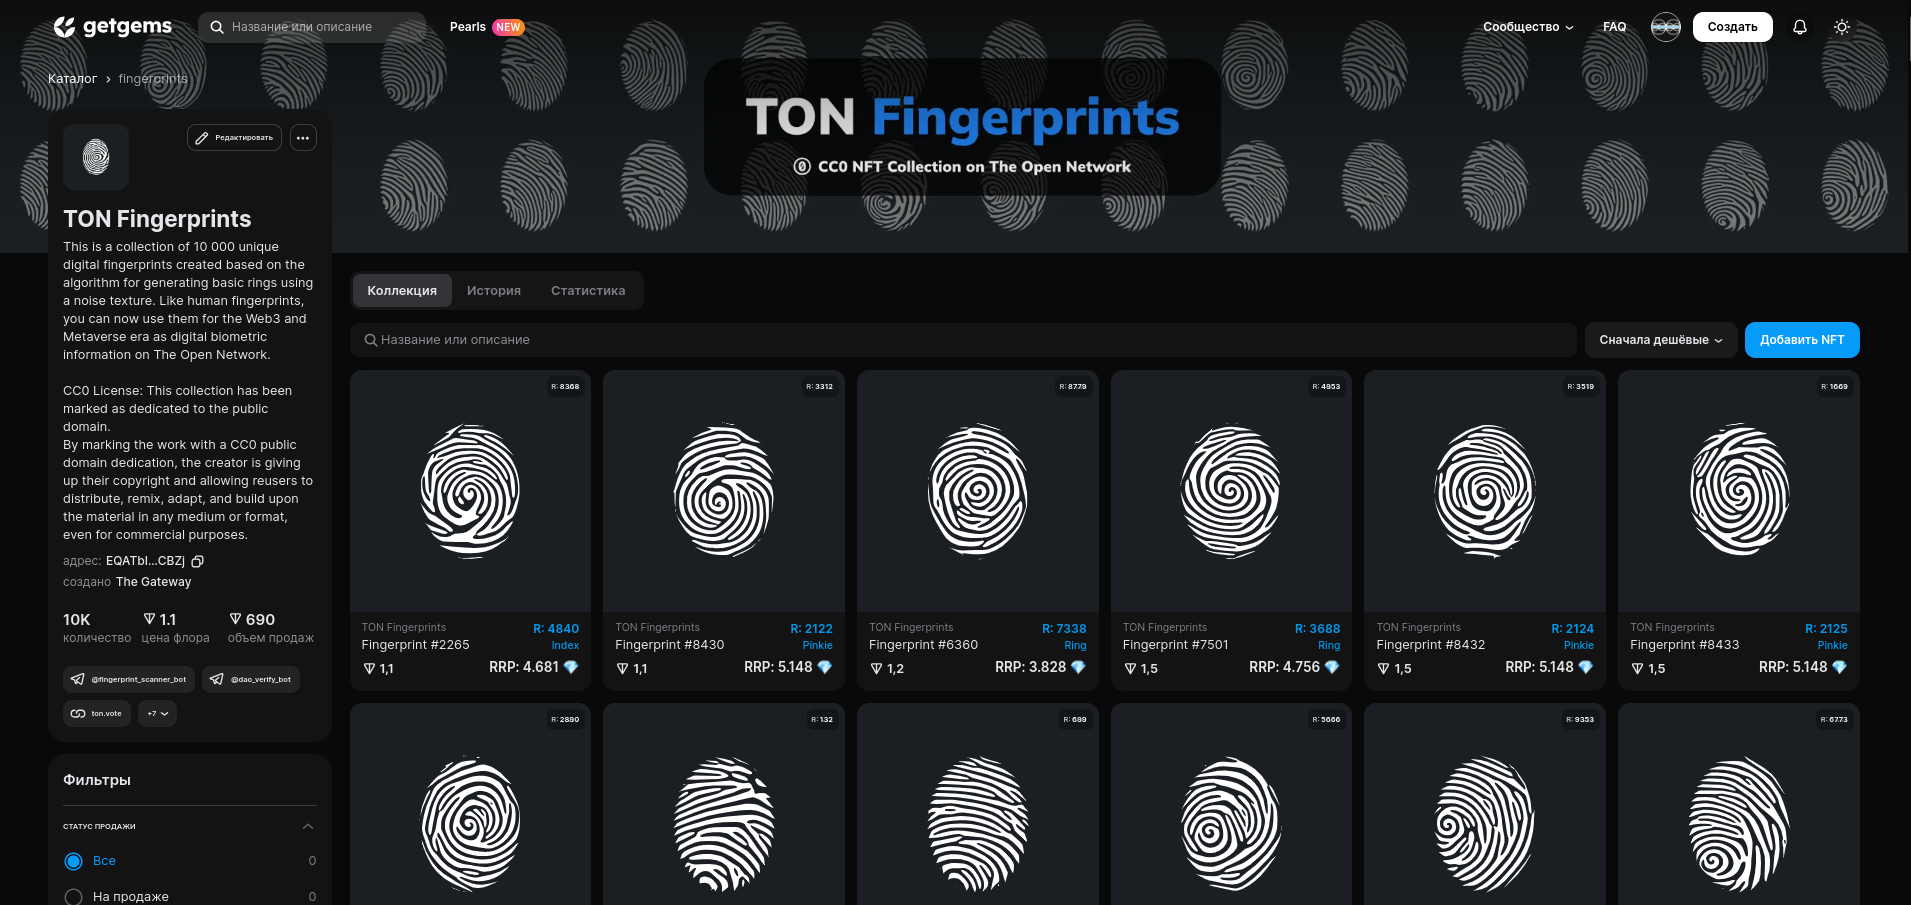 getgems
Название или описание
Pearls NEW
Сообщество
FAQ
Создать
Каталог › fingerprints
TON Fingerprints
CC0 NFT Collection on The Open Network
Редактировать
TON Fingerprints
This is a collection of 10 000 unique
digital fingerprints created based on the
algorithm for generating basic rings using
a noise texture. Like human fingerprints,
you can now use them for the Web3 and
Metaverse era as digital biometric
information on The Open Network.
CC0 License: This collection has been
marked as dedicated to the public
domain.
By marking the work with a CC0 public
domain dedication, the creator is giving
up their copyright and allowing reusers to
distribute, remix, adapt, and build upon
the material in any medium or format,
even for commercial purposes.
адрес: EQATbI...CBZj
создано The Gateway
10K 1.1 690
количество цена флора объем продаж
@fingerprint_scanner_bot @dao_verify_bot
ton.vote +7
Фильтры
СТАТУС ПРОДАЖИ
Все 0
На продаже 0
Коллекция История Статистика
Название или описание
Сначала дешёвые
Добавить NFT
R: 8368
TON Fingerprints R: 4840
Fingerprint #2265 Index
1,1 RRP: 4.681 💎
R: 3312
TON Fingerprints R: 2122
Fingerprint #8430 Pinkie
1,1 RRP: 5.148 💎
R: 8779
TON Fingerprints R: 7338
Fingerprint #6360 Ring
1,2 RRP: 3.828 💎
R: 4953
TON Fingerprints R: 3688
Fingerprint #7501 Ring
1,5 RRP: 4.756 💎
R: 3519
TON Fingerprints R: 2124
Fingerprint #8432 Pinkie
1,5 RRP: 5.148 💎
R: 1669
TON Fingerprints R: 2125
Fingerprint #8433 Pinkie
1,5 RRP: 5.148 💎
R: 2890
R: 132
R: 699
R: 5666
R: 9353
R: 6773